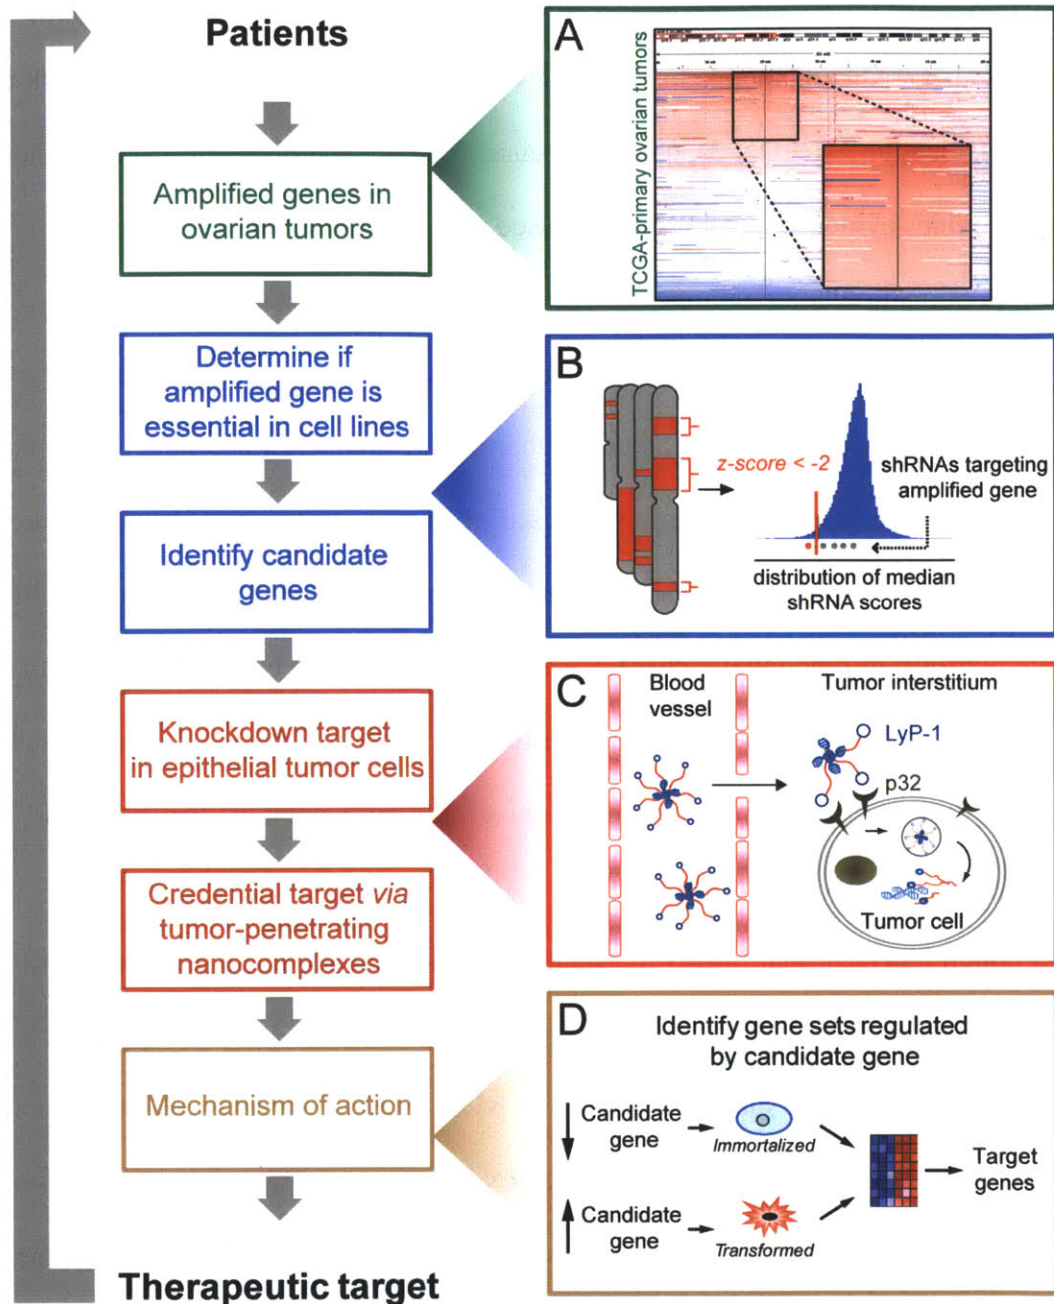 Patients
Amplified genes in
ovarian tumors
Determine if
amplified gene is
essential in cell lines
Identify candidate
genes
Knockdown target
in epithelial tumor cells
Credential target via
tumor-penetrating
nanocomplexes
Mechanism of action
Therapeutic target
A
TCGA-primary ovarian tumors
B
z-score < -2
shRNAs targeting
amplified gene
distribution of median
shRNA scores
C
Blood
vessel
Tumor interstitium
LyP-1
p32
Tumor cell
D
Identify gene sets regulated
by candidate gene
Candidate
gene
Immortalized
Candidate
gene
Transformed
Target
genes